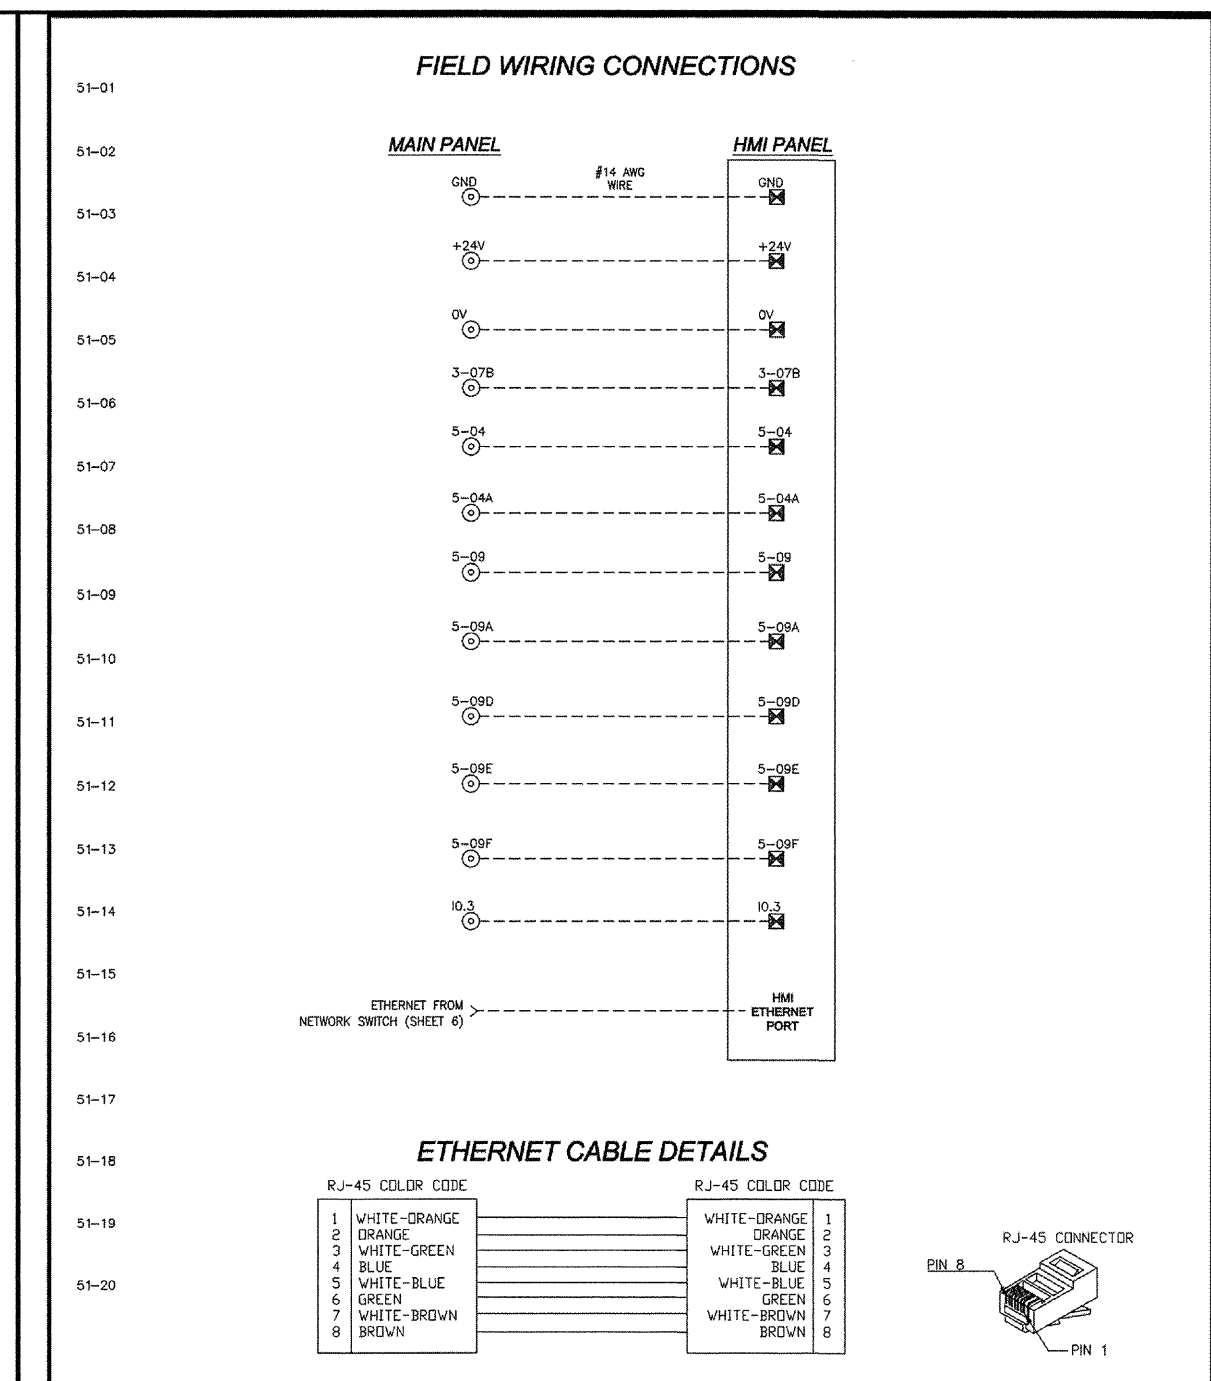 FIELD WIRING CONNECTIONS
51-01
51-02
MAIN PANEL
HMI PANEL
#14 AWG
WIRE
GND
GND
51-03
+24V
+24V
51-04
0V
0V
51-05
3-07B
3-07B
51-06
5-04
5-04
51-07
5-04A
5-04A
51-08
5-09
5-09
51-09
5-09A
5-09A
51-10
5-09D
5-09D
51-11
5-09E
5-09E
51-12
5-09F
5-09F
51-13
51-14
I0.3
I0.3
51-15
ETHERNET FROM
NETWORK SWITCH (SHEET 6)
HMI
ETHERNET
PORT
51-16
51-17
ETHERNET CABLE DETAILS
51-18
RJ-45 COLOR CODE
RJ-45 COLOR CODE
51-19
1 WHITE-ORANGE
2 ORANGE
3 WHITE-GREEN
4 BLUE
5 WHITE-BLUE
6 GREEN
7 WHITE-BROWN
8 BROWN
WHITE-ORANGE 1
ORANGE 2
WHITE-GREEN 3
BLUE 4
WHITE-BLUE 5
GREEN 6
WHITE-BROWN 7
BROWN 8
51-20
RJ-45 CONNECTOR
PIN 8
PIN 1